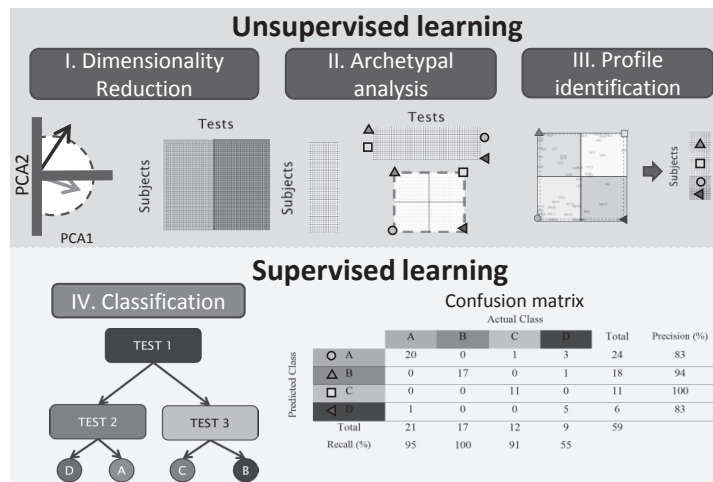 Unsupervised learning
I. Dimensionality
Reduction
II. Archetypal
analysis
III. Profile
identification
PCA2
PCA1
Tests
Subjects
Subjects
Tests
Subjects
Supervised learning
IV. Classification
TEST 1
TEST 2
TEST 3
D
A
C
B
Confusion matrix
Actual Class
Predicted Class
A B C D Total Precision (%)
A 20 0 1 3 24 83
B 0 17 0 1 18 94
C 0 0 11 0 11 100
D 1 0 0 5 6 83
Total 21 17 12 9 59
Recall (%) 95 100 91 55